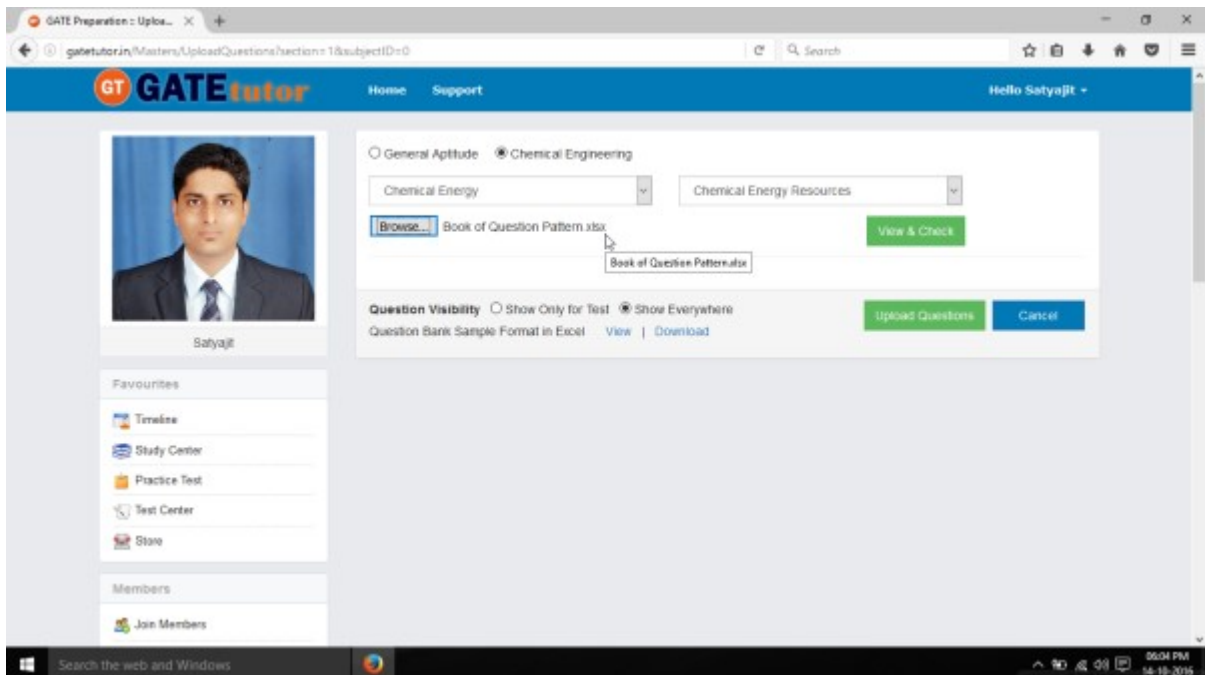 GATE Preparation :: Uploa...
gatetutor.in/Masters/UploadQuestions?section=1&subjectID=0
Search
GT GATEtutor
Home Support
Hello Satyajit
General Aptitude Chemical Engineering
Chemical Energy
Chemical Energy Resources
Browse... Book of Question Pattern.xlsx
View & Check
Book of Question Pattern.xlsx
Question Visibility Show Only for Test Show Everywhere
Upload Questions
Cancel
Question Bank Sample Format in Excel View | Download
Satyajit
Favourites
Timeline
Study Center
Practice Test
Test Center
Store
Members
Join Members
Search the web and Windows
06:04 PM
14-10-2016